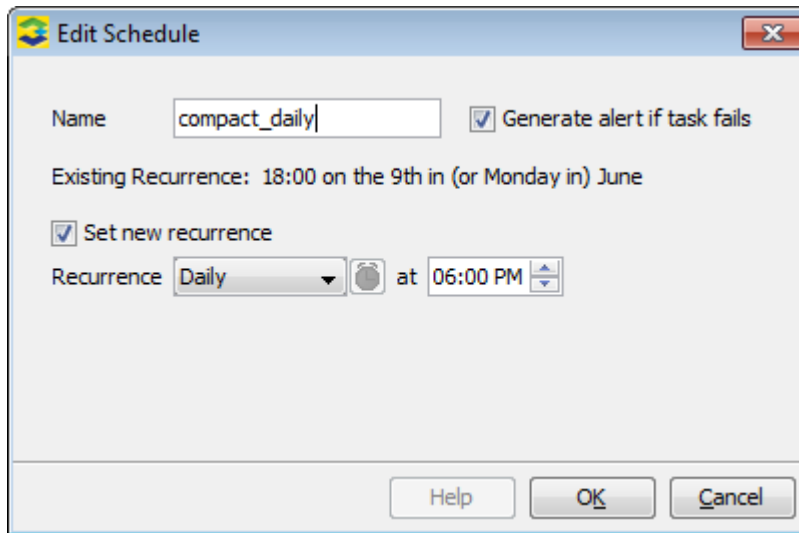 Edit Schedule
Name compact_daily Generate alert if task fails
Existing Recurrence: 18:00 on the 9th in (or Monday in) June
Set new recurrence
Recurrence Daily at 06:00 PM
Help OK Cancel